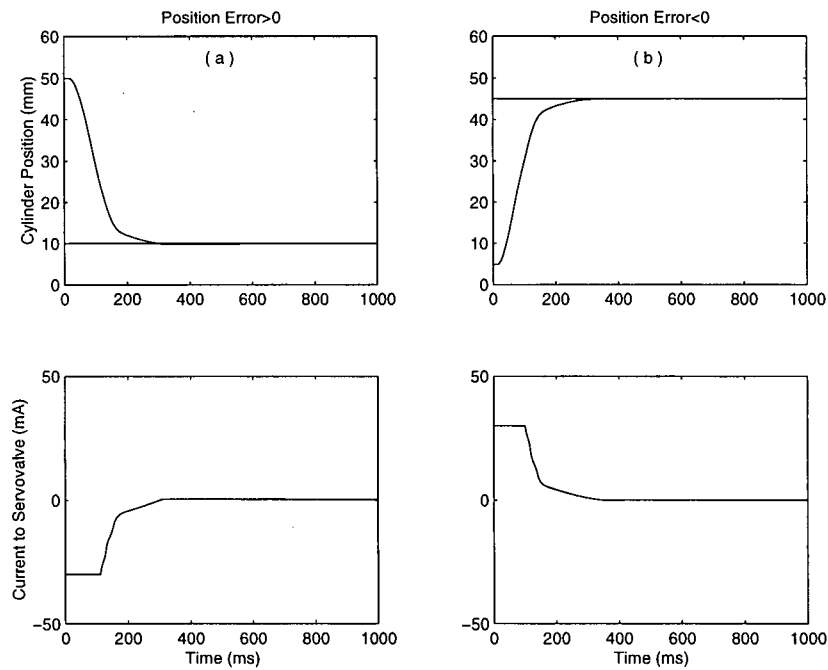 Position Error>0
Position Error<0
( a )
( b )
Cylinder Position (mm)
60
50
40
30
20
10
0
0 200 400 600 800 1000
60
50
40
30
20
10
0
0 200 400 600 800 1000
Current to Servovalve (mA)
50
0
−50
0 200 400 600 800 1000
Time (ms)
50
0
−50
0 200 400 600 800 1000
Time (ms)